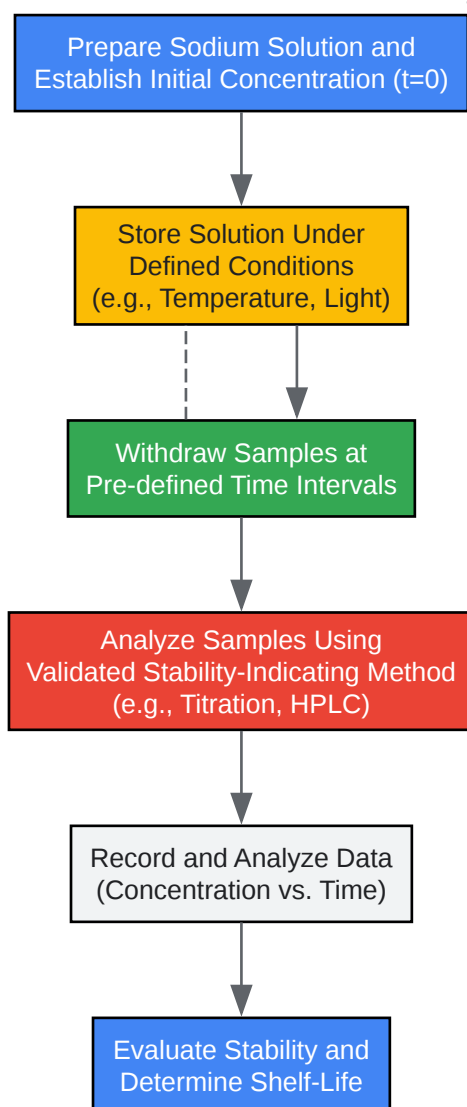 Prepare Sodium Solution and
Establish Initial Concentration (t=0)
Store Solution Under
Defined Conditions
(e.g., Temperature, Light)
Withdraw Samples at
Pre-defined Time Intervals
Analyze Samples Using
Validated Stability-Indicating Method
(e.g., Titration, HPLC)
Record and Analyze Data
(Concentration vs. Time)
Evaluate Stability and
Determine Shelf-Life